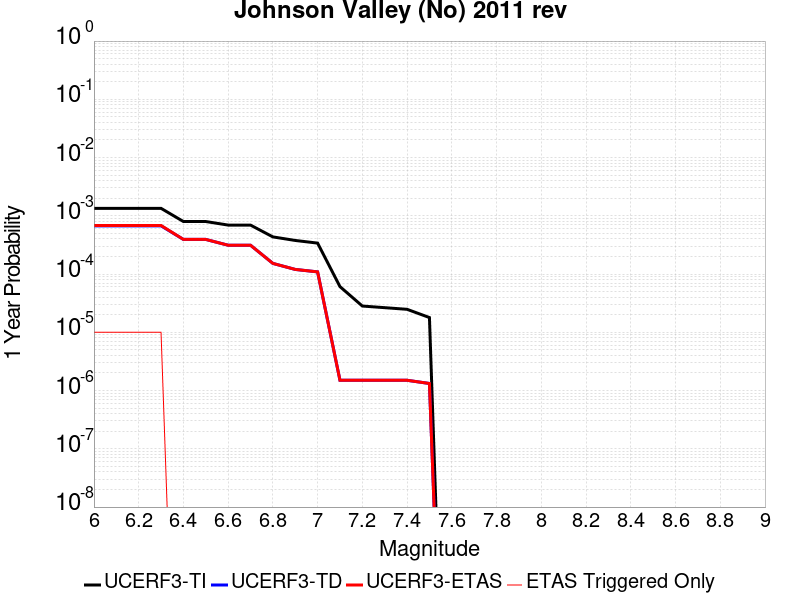 Johnson Valley (No) 2011 rev
10^0
10^-1
10^-2
10^-3
10^-4
10^-5
10^-6
10^-7
10^-8
1 Year Probability
6 6.2 6.4 6.6 6.8 7 7.2 7.4 7.6 7.8 8 8.2 8.4 8.6 8.8 9
Magnitude
UCERF3-TI UCERF3-TD UCERF3-ETAS ETAS Triggered Only